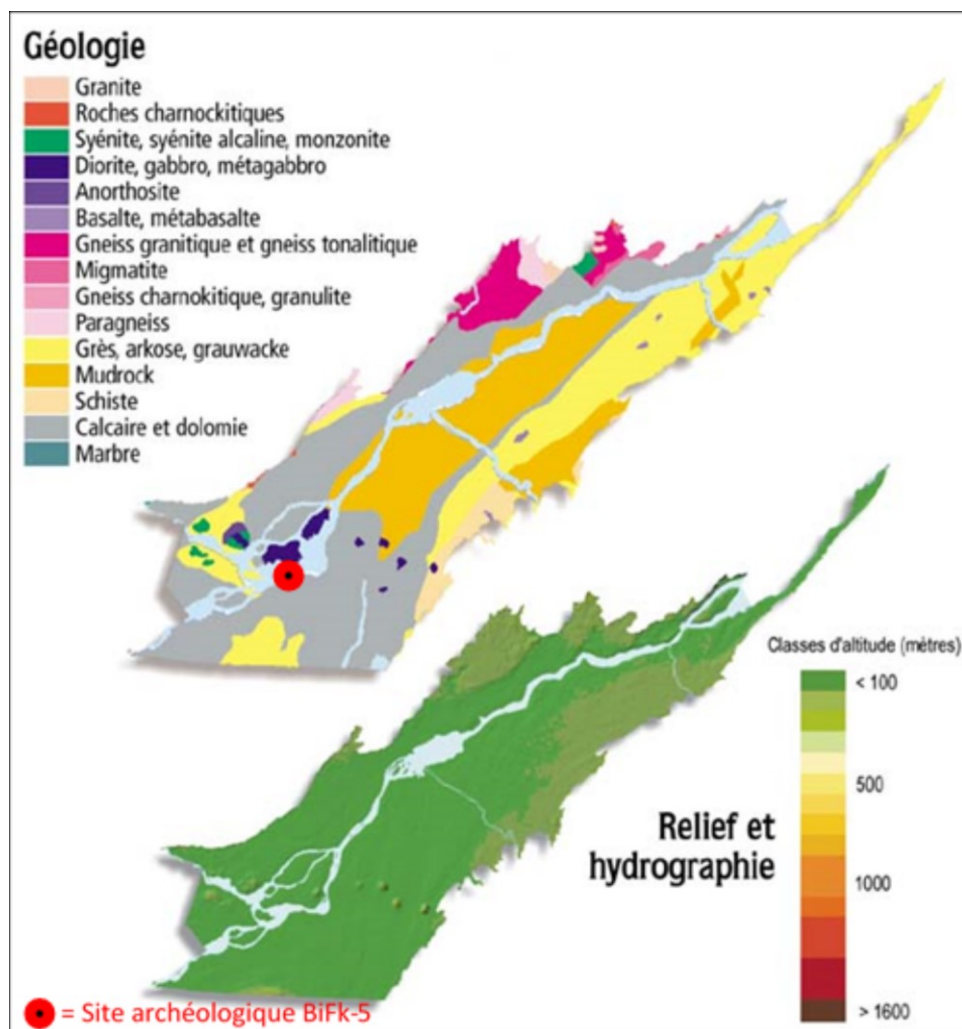 Géologie
Granite
Roches charnockitiques
Syénite, syénite alcaline, monzonite
Diorite, gabbro, métagabbro
Anorthosite
Basalte, métabasalte
Gneiss granitique et gneiss tonalitique
Migmatite
Gneiss charnokitique, granulite
Paragneiss
Grès, arkose, grauwacke
Mudrock
Schiste
Calcaire et dolomie
Marbre
Classes d'altitude (mètres)
< 100
500
1000
> 1600
Relief et
hydrographie
= Site archéologique BiFk-5